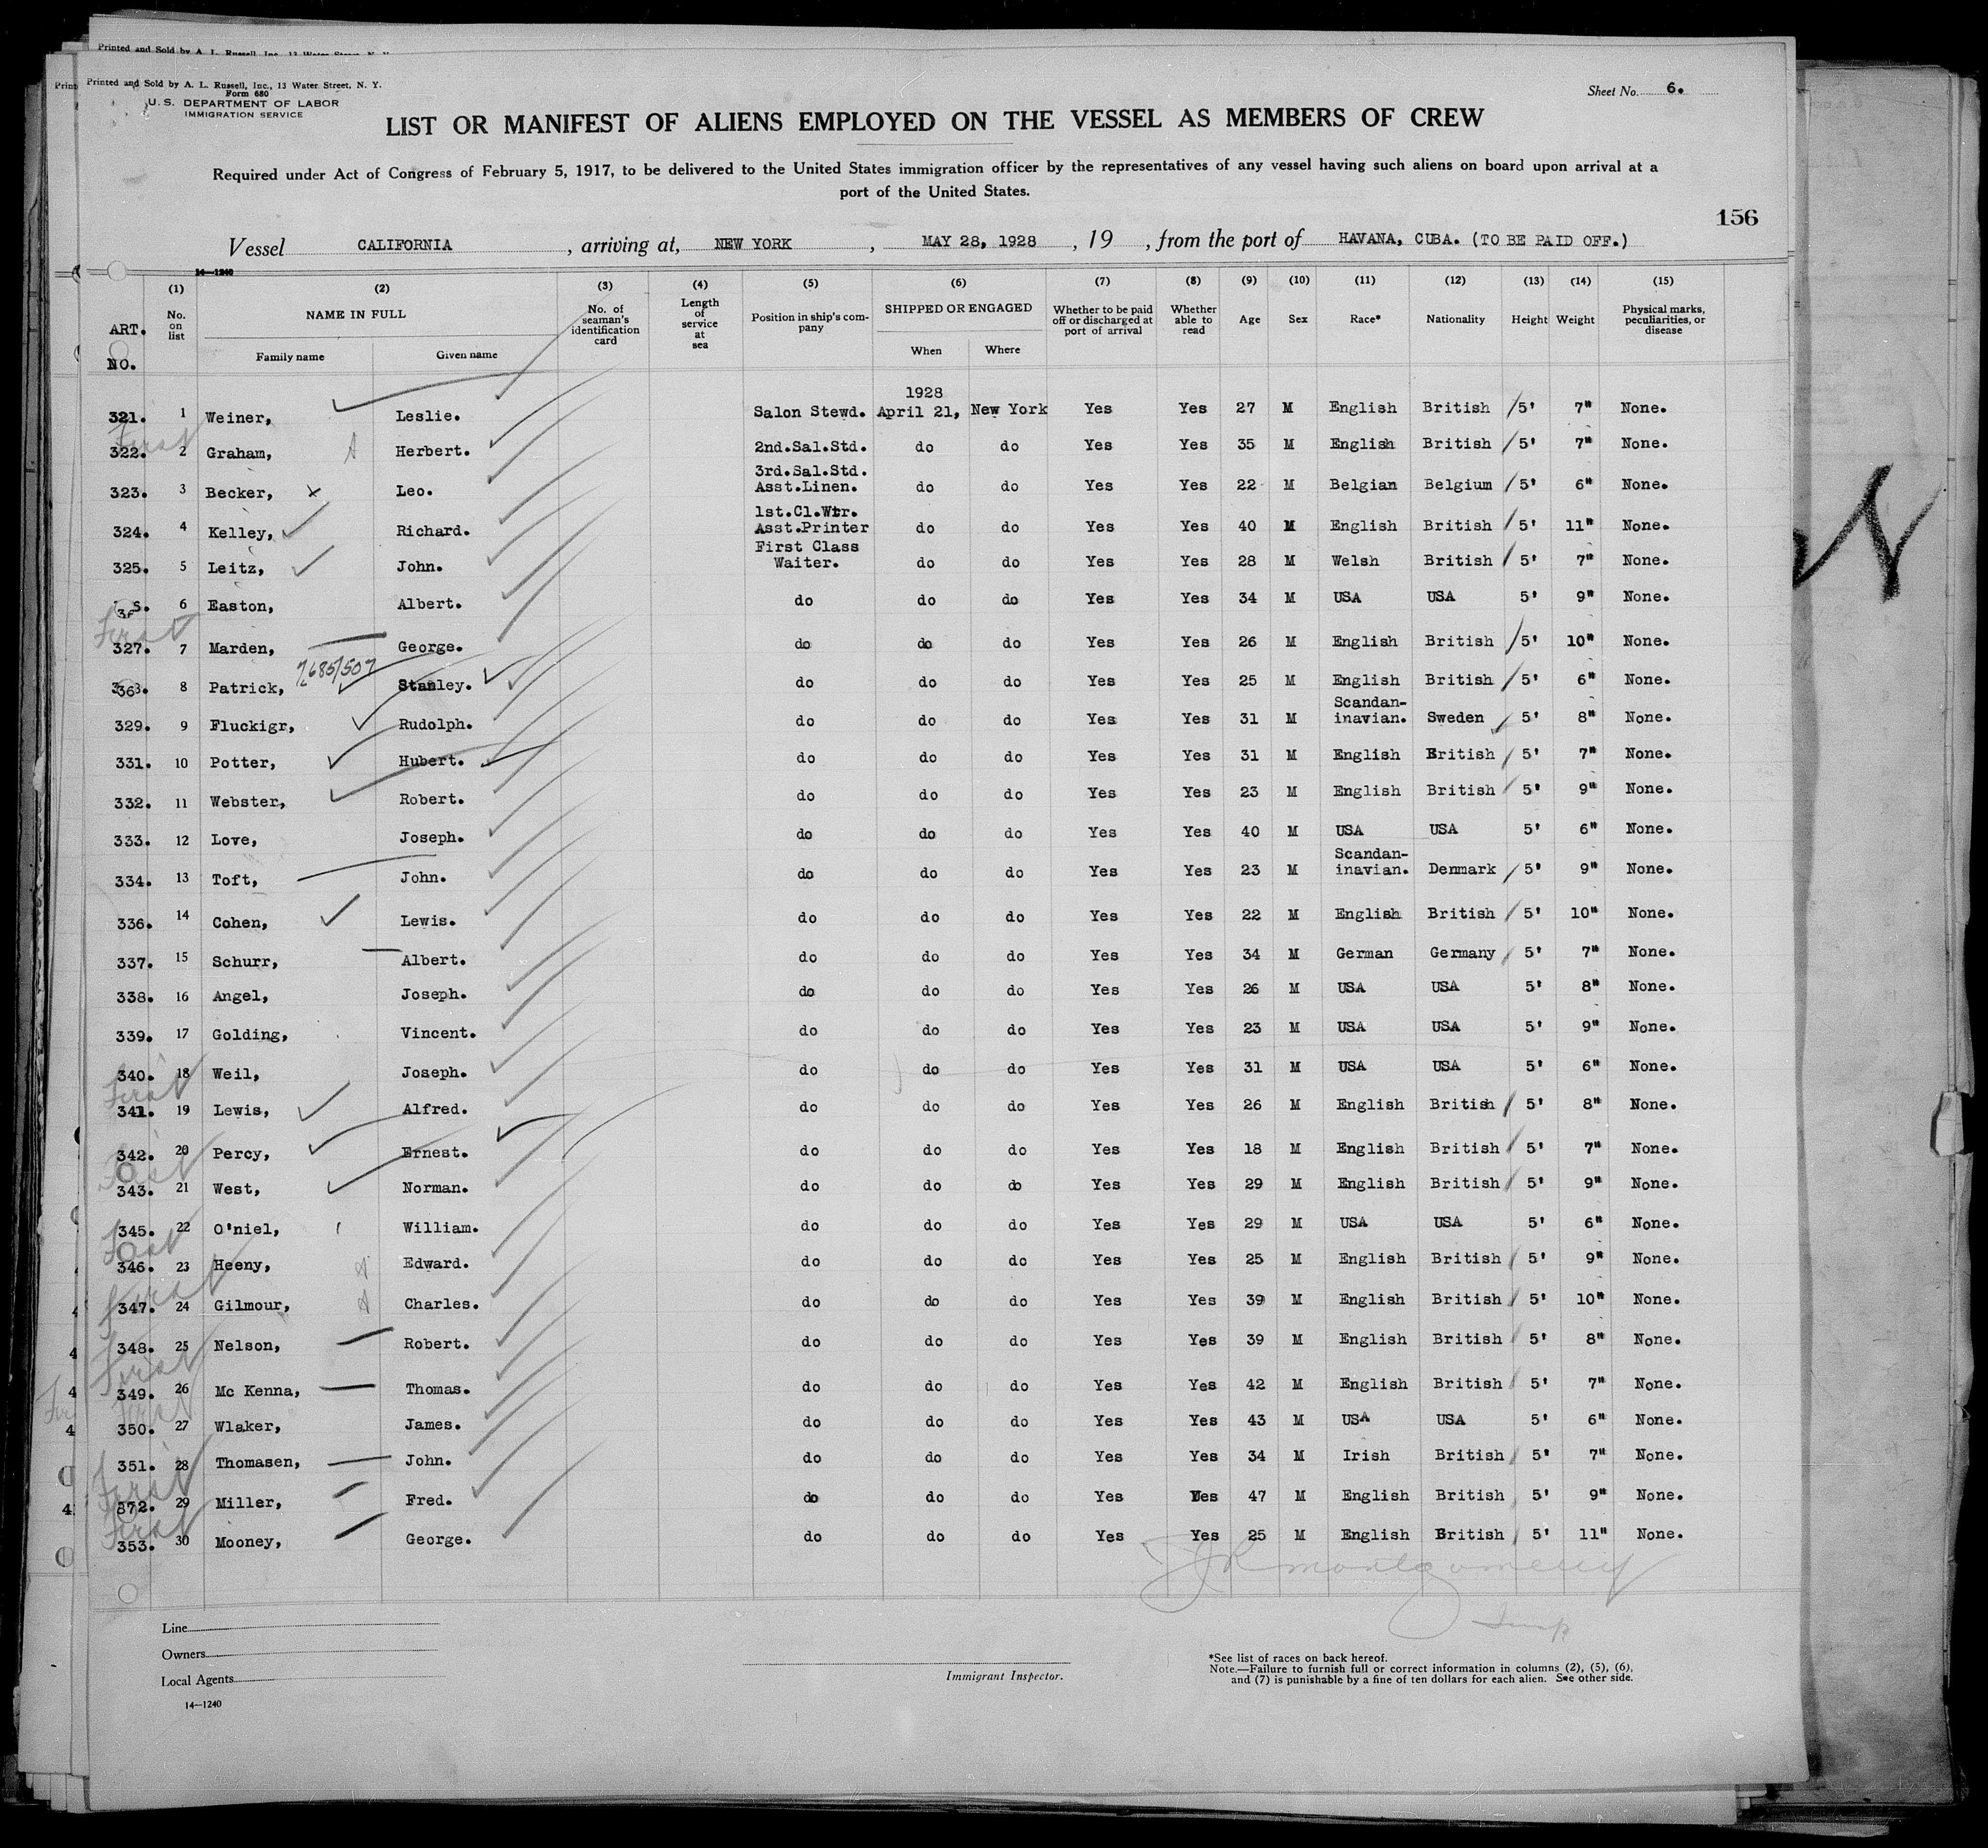 Printed and Sold by A. L. Russell, Inc., 13 Water Street, N. Y.
Form 680
U. S. DEPARTMENT OF LABOR
IMMIGRATION SERVICE
Sheet No. 6.
LIST OR MANIFEST OF ALIENS EMPLOYED ON THE VESSEL AS MEMBERS OF CREW
Required under Act of Congress of February 5, 1917, to be delivered to the United States immigration officer by the representatives of any vessel having such aliens on board upon arrival at a
port of the United States.
156
Vessel CALIFORNIA, arriving at, NEW YORK, MAY 28, 1928, 19, from the port of HAVANA, CUBA. (TO BE PAID OFF.)
14—1240
ART. NO. (1) No. on list (2) NAME IN FULL Family name Given name (3) No. of seaman's identification card (4) Length of service at sea (5) Position in ship's company (6) SHIPPED OR ENGAGED When Where (7) Whether to be paid off or discharged at port of arrival (8) Whether able to read (9) Age (10) Sex (11) Race* (12) Nationality (13) Height (14) Weight (15) Physical marks, peculiarities, or disease
1928
321. 1 Weiner, Leslie. Salon Stewd. April 21, New York Yes Yes 27 M English British 5' 7" None.
First
322. 2 Graham, Herbert. 2nd.Sal.Std. do do Yes Yes 35 M English British 5' 7" None.
323. 3 Becker, Leo. 3rd.Sal.Std. Asst.Linen. do do Yes Yes 22 M Belgian Belgium 5' 6" None.
324. 4 Kelley, Richard. 1st.Cl.Wtr. Asst.Printer do do Yes Yes 40 M English British 5' 11" None.
325. 5 Leitz, John. First Class Waiter. do do Yes Yes 28 M Welsh British 5' 7" None.
6 Easton, Albert. do do do Yes Yes 34 M USA USA 5' 9" None.
First
327. 7 Marden, George. do do do Yes Yes 26 M English British 5' 10" None.
7685/507
8 Patrick, Stanley. do do do Yes Yes 25 M English British 5' 6" None.
329. 9 Fluckigr, Rudolph. do do do Yes Yes 31 M Scandan-inavian. Sweden 5' 8" None.
331. 10 Potter, Hubert. do do do Yes Yes 31 M English British 5' 7" None.
332. 11 Webster, Robert. do do do Yes Yes 23 M English British 5' 9" None.
333. 12 Love, Joseph. do do do Yes Yes 40 M USA USA 5' 6" None.
334. 13 Toft, John. do do do Yes Yes 23 M Scandan-inavian. Denmark 5' 9" None.
336. 14 Cohen, Lewis. do do do Yes Yes 22 M English British 5' 10" None.
337. 15 Schurr, Albert. do do do Yes Yes 34 M German Germany 5' 7" None.
338. 16 Angel, Joseph. do do do Yes Yes 26 M USA USA 5' 8" None.
339. 17 Golding, Vincent. do do do Yes Yes 23 M USA USA 5' 9" None.
340. 18 Weil, Joseph. do do do Yes Yes 31 M USA USA 5' 6" None.
First
341. 19 Lewis, Alfred. do do do Yes Yes 26 M English British 5' 8" None.
342. 20 Percy, Ernest. do do do Yes Yes 18 M English British 5' 7" None.
First
343. 21 West, Norman. do do do Yes Yes 29 M English British 5' 9" None.
345. 22 O'niel, William. do do do Yes Yes 29 M USA USA 5' 6" None.
First
346. 23 Heeny, Edward. do do do Yes Yes 25 M English British 5' 9" None.
First
347. 24 Gilmour, Charles. do do do Yes Yes 39 M English British 5' 10" None.
348. 25 Nelson, Robert. do do do Yes Yes 39 M English British 5' 8" None.
First
349. 26 Mc Kenna, Thomas. do do do Yes Yes 42 M English British 5' 7" None.
First
350. 27 Wlaker, James. do do do Yes Yes 43 M USA USA 5' 6" None.
351. 28 Thomasen, John. do do do Yes Yes 34 M Irish British 5' 7" None.
First
872. 29 Miller, Fred. do do do Yes Yes 47 M English British 5' 9" None.
First
353. 30 Mooney, George. do do do Yes Yes 25 M English British 5' 11" None.
J R Montgomery
Insp
Line
Owners
Local Agents
14—1240
Immigrant Inspector.
*See list of races on back hereof.
Note.—Failure to furnish full or correct information in columns (2), (5), (6),
and (7) is punishable by a fine of ten dollars for each alien. See other side.